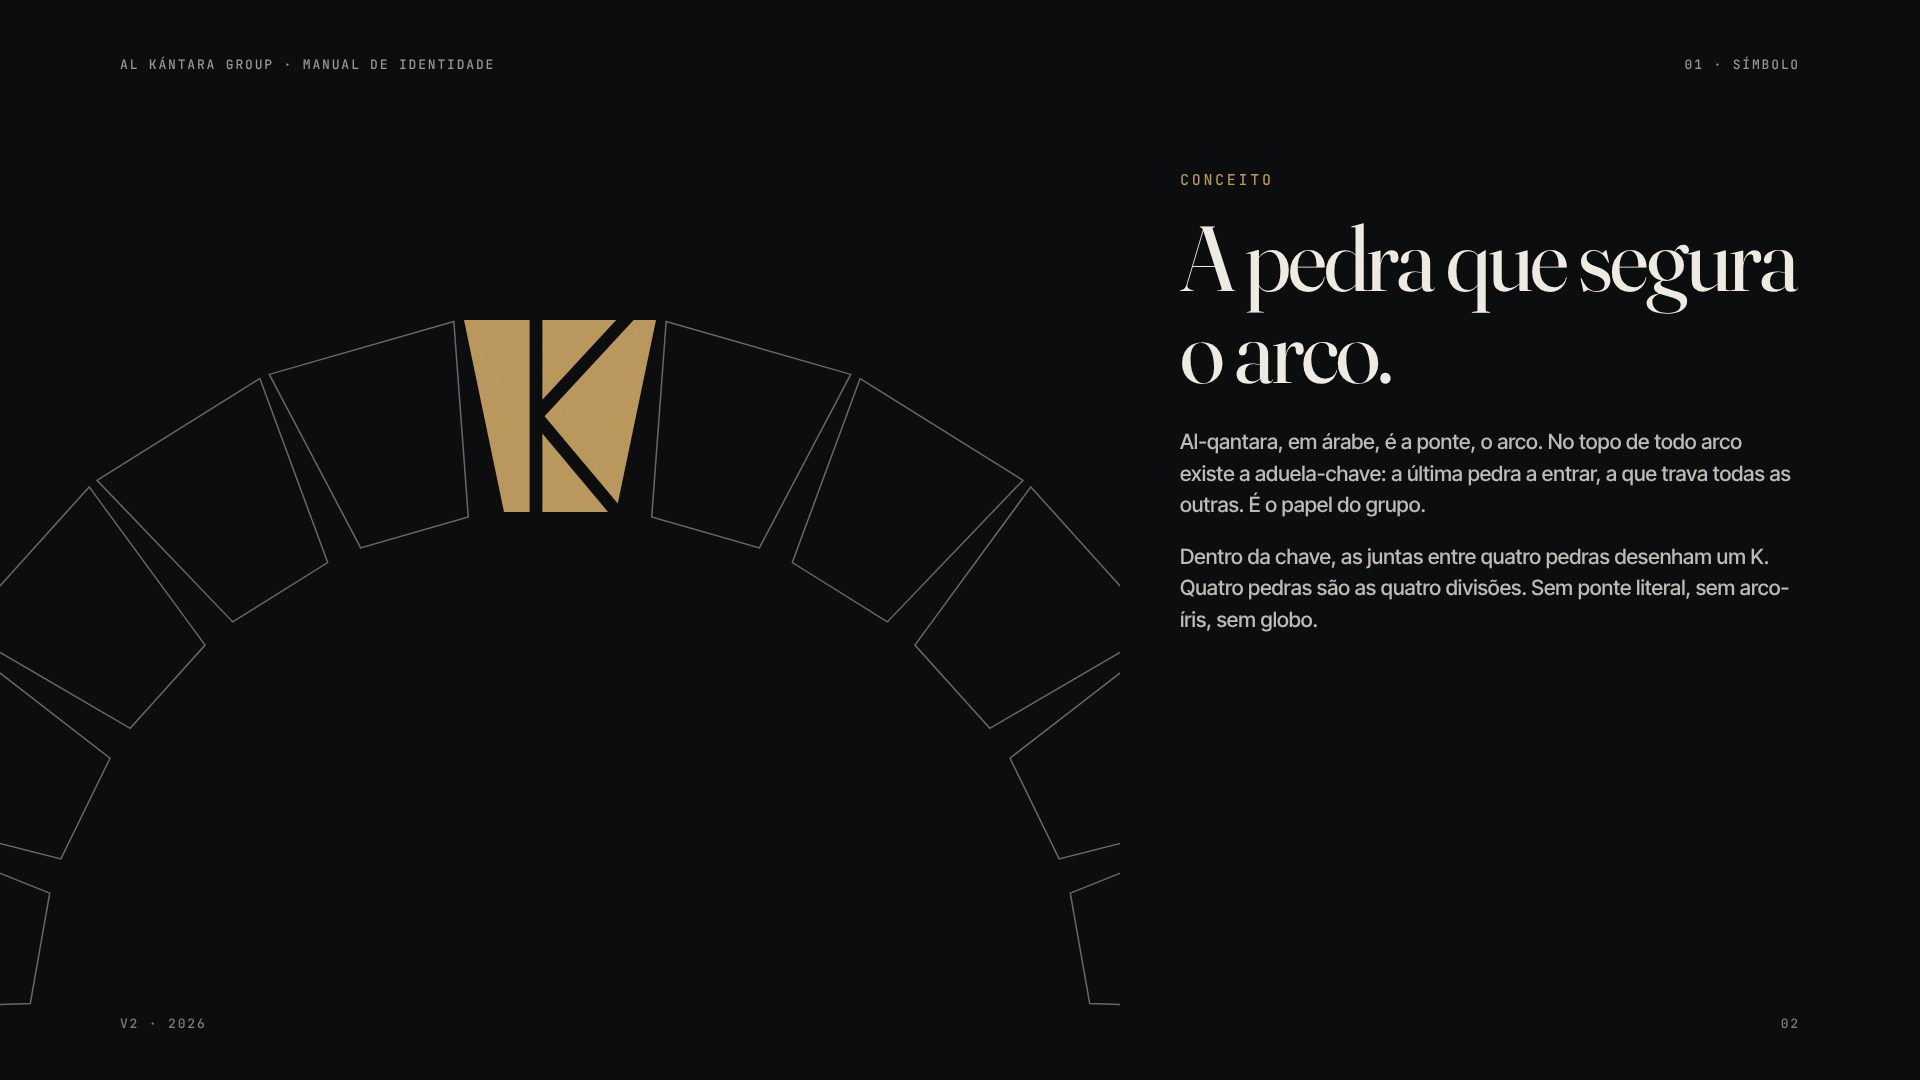 AL KÁNTARA GROUP · MANUAL DE IDENTIDADE
01 · SÍMBOLO
K
CONCEITO
A pedra que segura
o arco.
Al-qantara, em árabe, é a ponte, o arco. No topo de todo arco
existe a aduela-chave: a última pedra a entrar, a que trava todas as
outras. É o papel do grupo.
Dentro da chave, as juntas entre quatro pedras desenham um K.
Quatro pedras são as quatro divisões. Sem ponte literal, sem arco-
íris, sem globo.
V2 · 2026
02